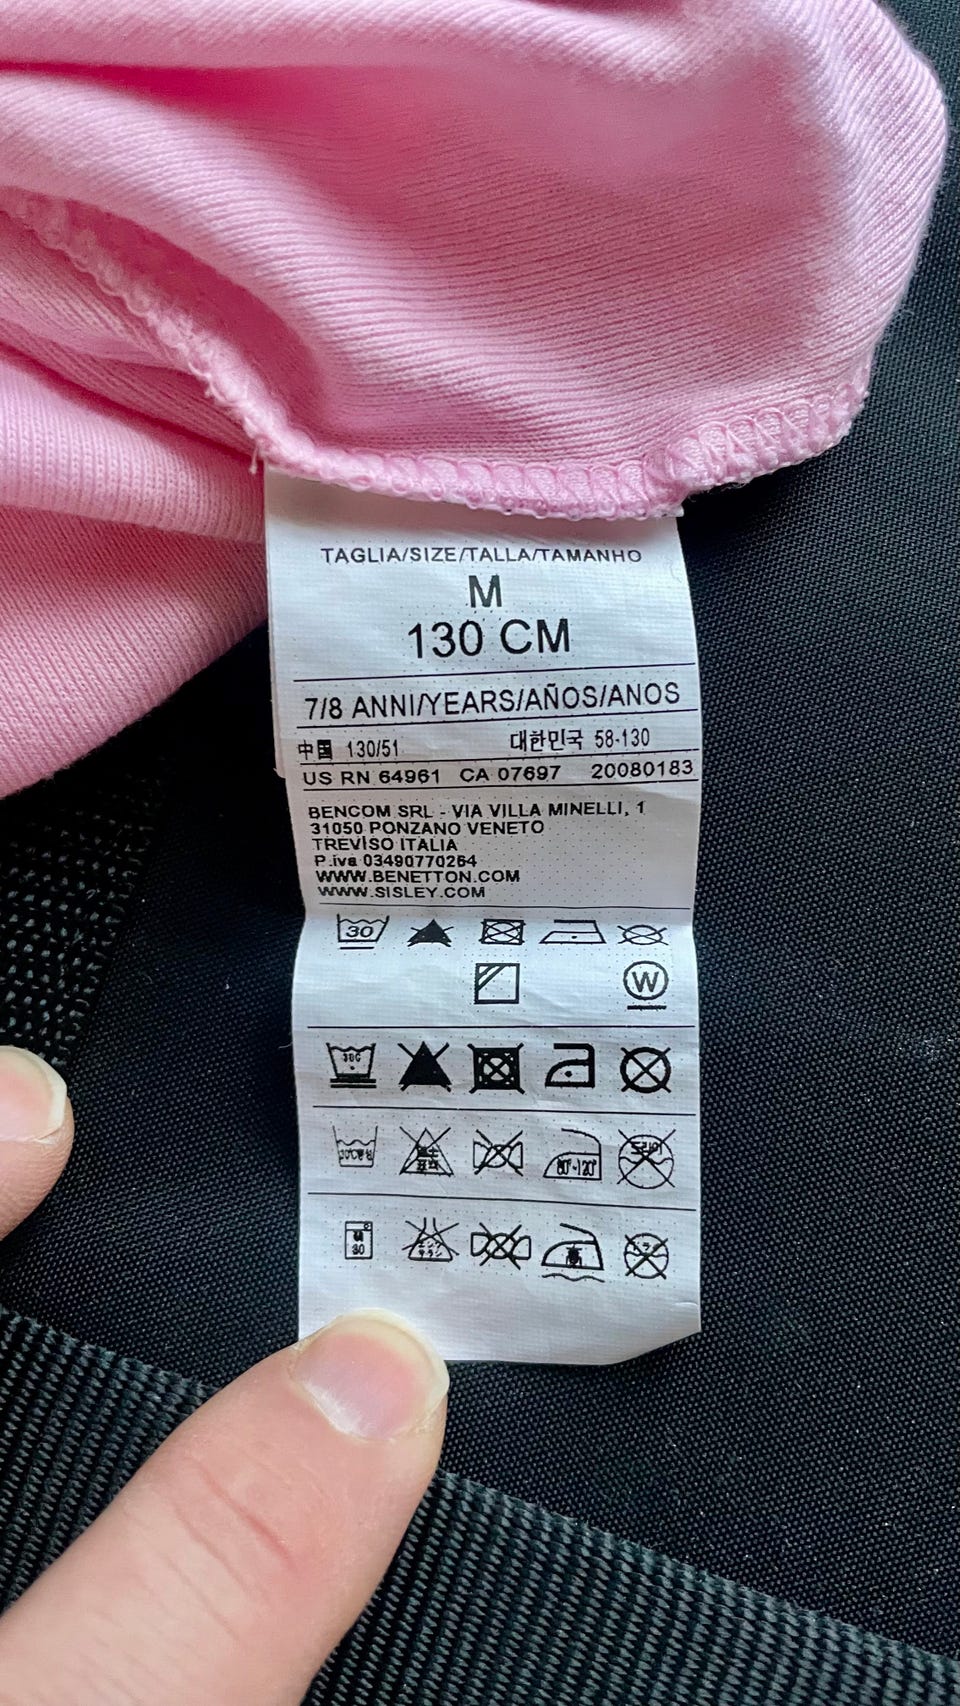 TAGLIA/SIZE/TALLA/TAMANHO
M
130 CM
7/8 ANNI/YEARS/AÑOS/ANOS
中国 130/51 대한민국 58-130
US RN 64961 CA 07697 20080183
BENCOM SRL - VIA VILLA MINELLI, 1
31050 PONZANO VENETO
TREVISO ITALIA
P.iva 03490770264
WWW.BENETTON.COM
WWW.SISLEY.COM
30
W
30C
80°-120°
30